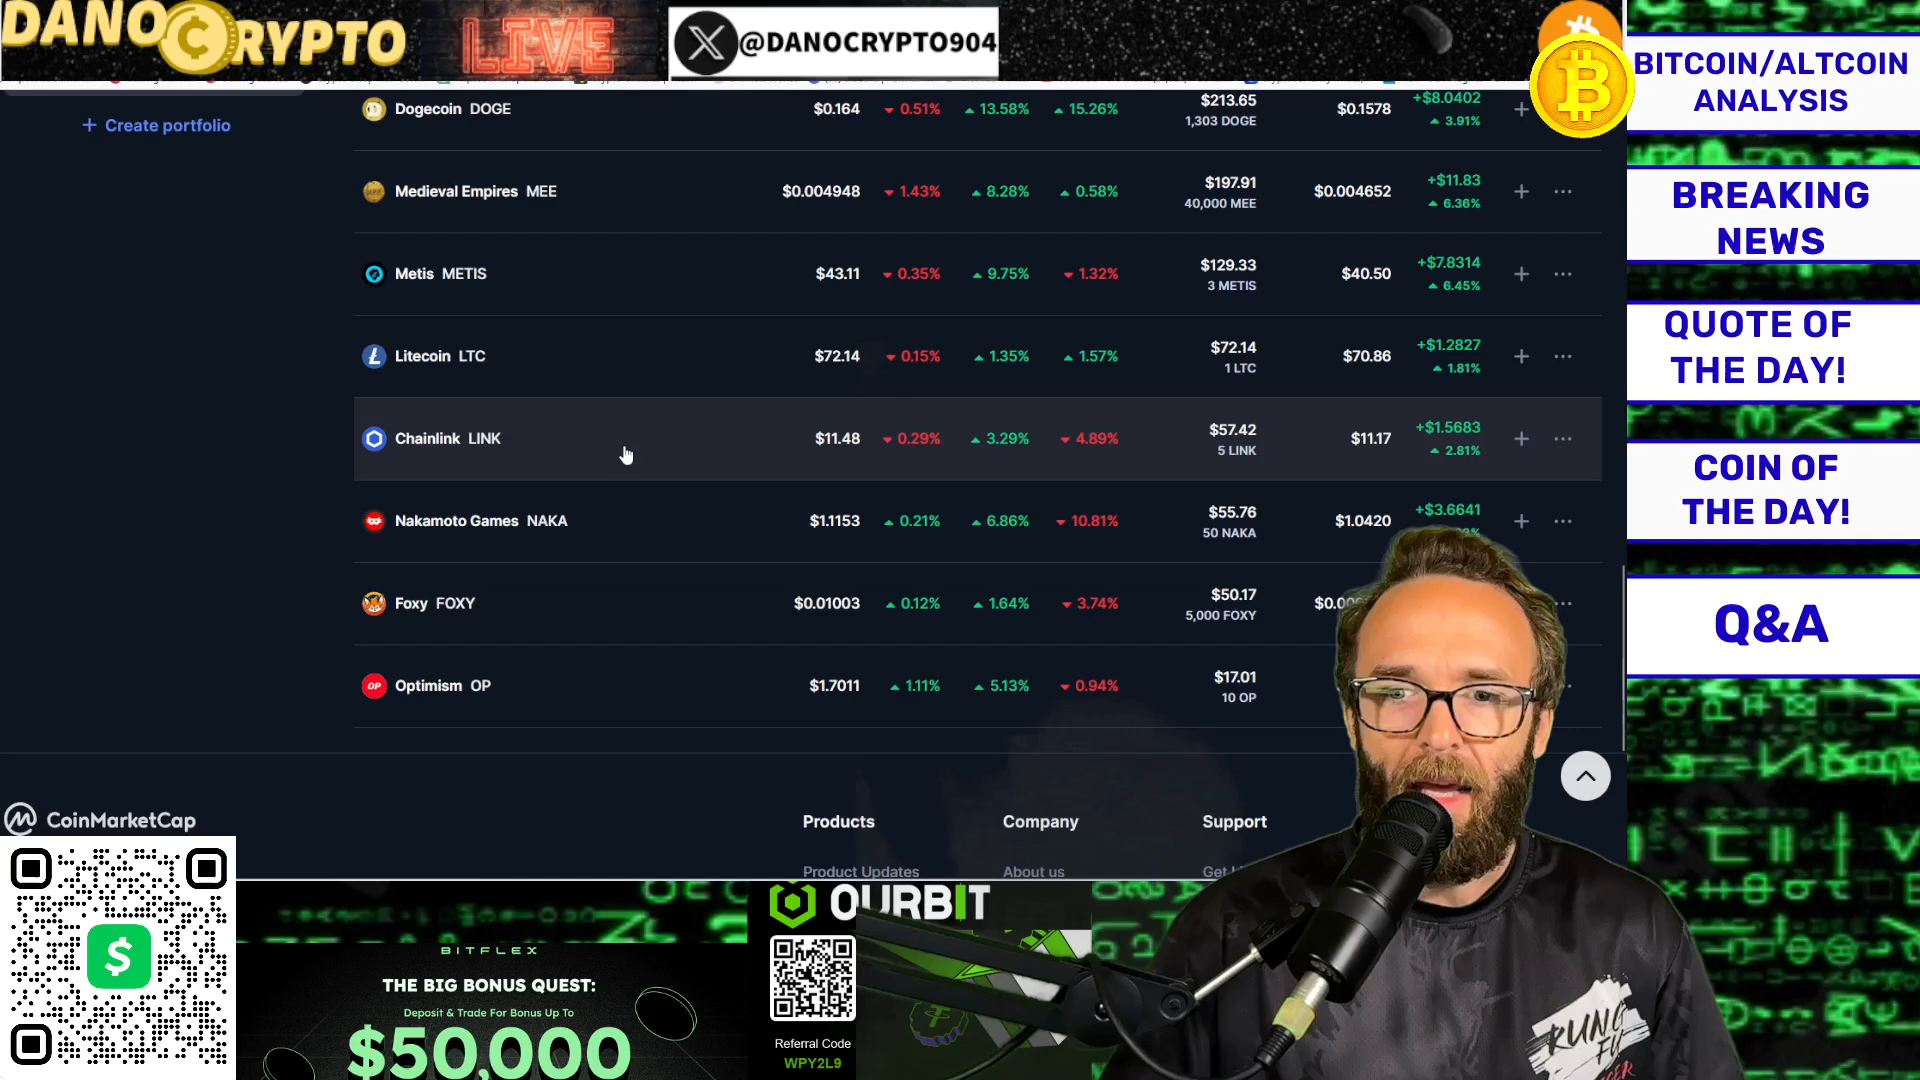 DANO CRYPTO
LIVE
X @DANOCRYPTO904
BITCOIN/ALTCOIN
ANALYSIS
BREAKING
NEWS
QUOTE OF
THE DAY!
COIN OF
THE DAY!
Q&A
+ Create portfolio
Dogecoin DOGE $0.164 0.51% 13.58% 15.26% $213.65 $0.1578 +$8.0402
1,303 DOGE 3.91%
Medieval Empires MEE $0.004948 1.43% 8.28% 0.58% $197.91 $0.004652 +$11.83
40,000 MEE 6.36%
Metis METIS $43.11 0.35% 9.75% 1.32% $129.33 $40.50 +$7.8314
3 METIS 6.45%
Litecoin LTC $72.14 0.15% 1.35% 1.57% $72.14 $70.86 +$1.2827
1 LTC 1.81%
Chainlink LINK $11.48 0.29% 3.29% 4.89% $57.42 $11.17 +$1.5683
5 LINK 2.81%
Nakamoto Games NAKA $1.1153 0.21% 6.86% 10.81% $55.76 $1.0420 +$3.6641
50 NAKA
Foxy FOXY $0.01003 0.12% 1.64% 3.74% $50.17
5,000 FOXY
OP Optimism OP $1.7011 1.11% 5.13% 0.94% $17.01
10 OP
CoinMarketCap
Products Company Support
Product Updates About us Get
$
BITFLEX
THE BIG BONUS QUEST:
Deposit & Trade For Bonus Up To
$50,000
OURBIT
Referral Code
WPY2L9